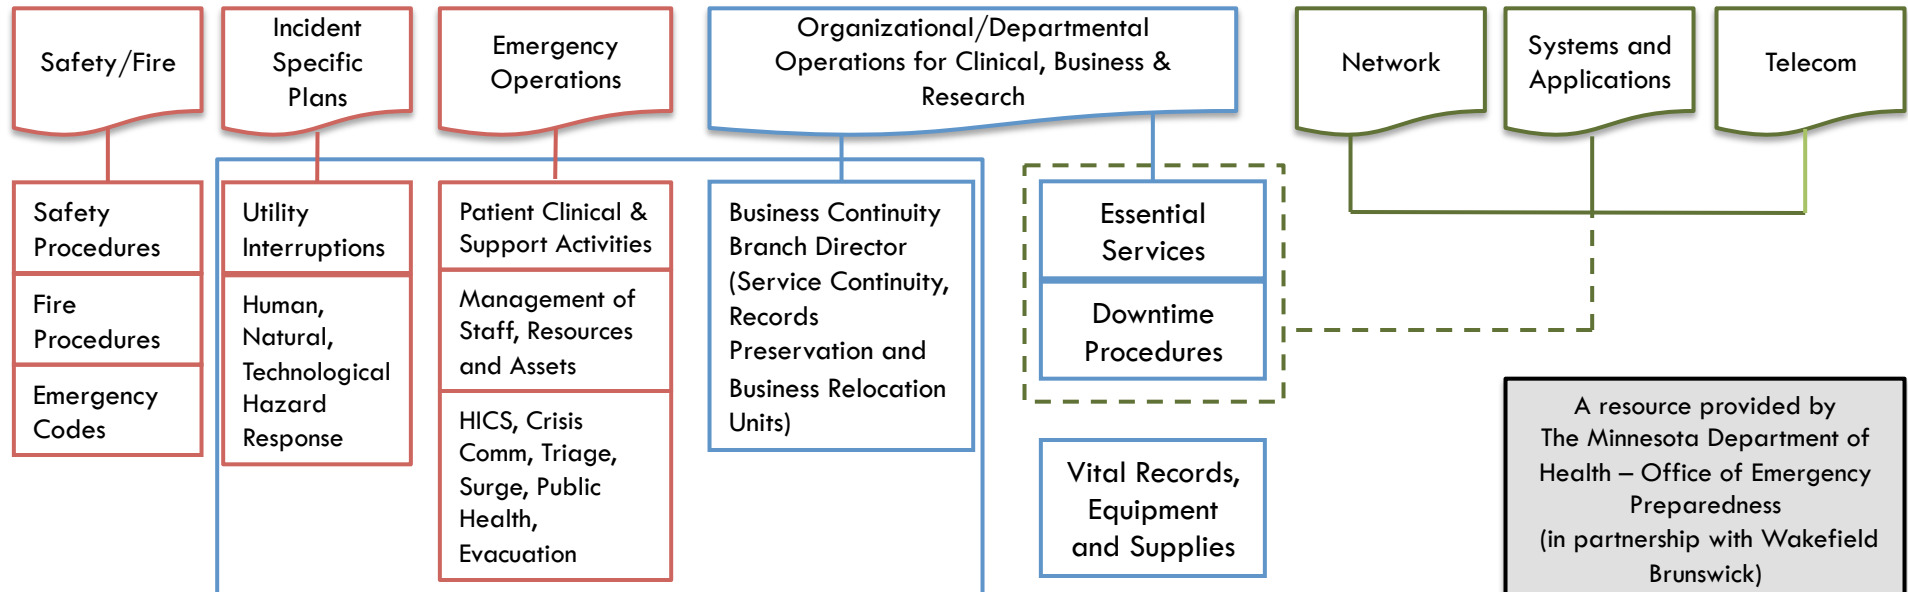 Safety/Fire
Incident
Specific
Plans
Emergency
Operations
Organizational/Departmental
Operations for Clinical, Business &
Research
Network
Systems and
Applications
Telecom
Safety
Procedures
Fire
Procedures
Emergency
Codes
Utility
Interruptions
Human,
Natural,
Technological
Hazard
Response
Patient Clinical &
Support Activities
Management of
Staff, Resources
and Assets
HICS, Crisis
Comm, Triage,
Surge, Public
Health,
Evacuation
Business Continuity
Branch Director
(Service Continuity,
Records
Preservation and
Business Relocation
Units)
Essential
Services
Downtime
Procedures
Vital Records,
Equipment
and Supplies
A resource provided by
The Minnesota Department of
Health – Office of Emergency
Preparedness
(in partnership with Wakefield
Brunswick)